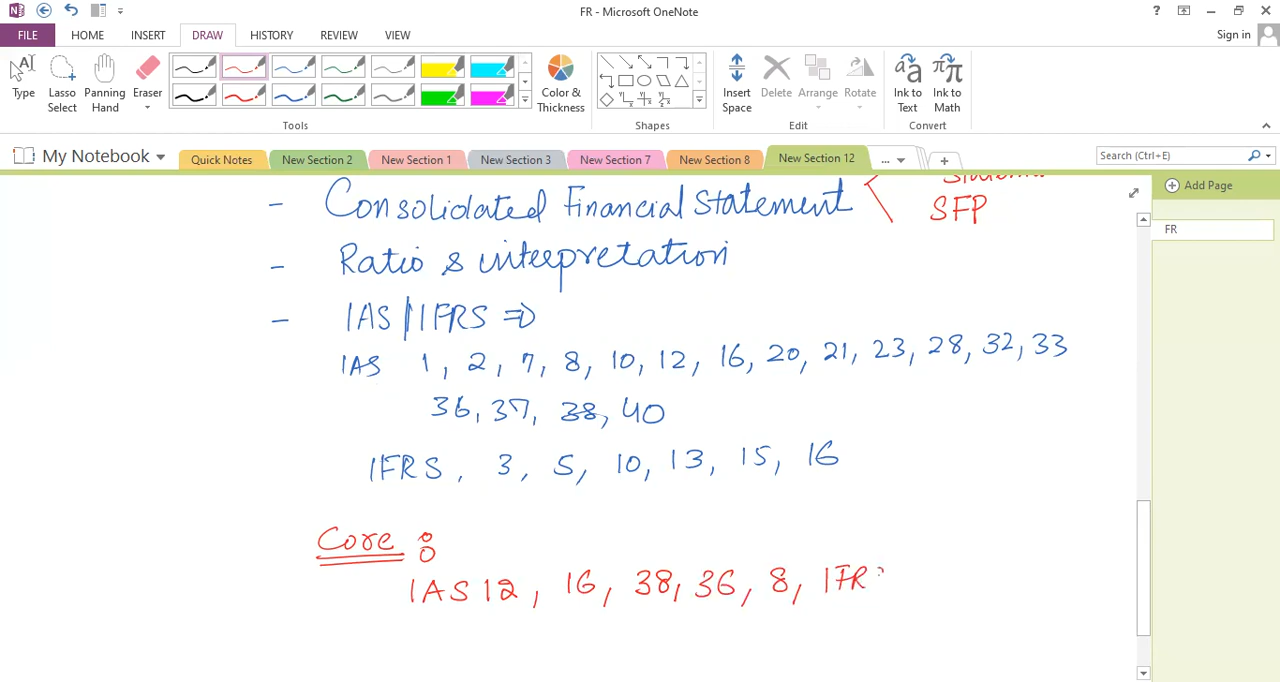 FR - Microsoft OneNote
Sign in
FILE HOME INSERT DRAW HISTORY REVIEW VIEW
Type Lasso Select Panning Hand Eraser Color & Thickness Insert Space Delete Arrange Rotate Ink to Text Ink to Math
Tools Shapes Edit Convert
My Notebook Quick Notes New Section 2 New Section 1 New Section 3 New Section 7 New Section 8 New Section 12 ... Search (Ctrl+E)
Add Page
FR
- Consolidated Financial Statement
SFP
- Ratio & interpretation
- IAS | IFRS =>
IAS 1, 2, 7, 8, 10, 12, 16, 20, 21, 23, 28, 32, 33
36, 37, 38, 40
IFRS, 3, 5, 10, 13, 15, 16
Core :
IAS 12, 16, 38, 36, 8, IFR